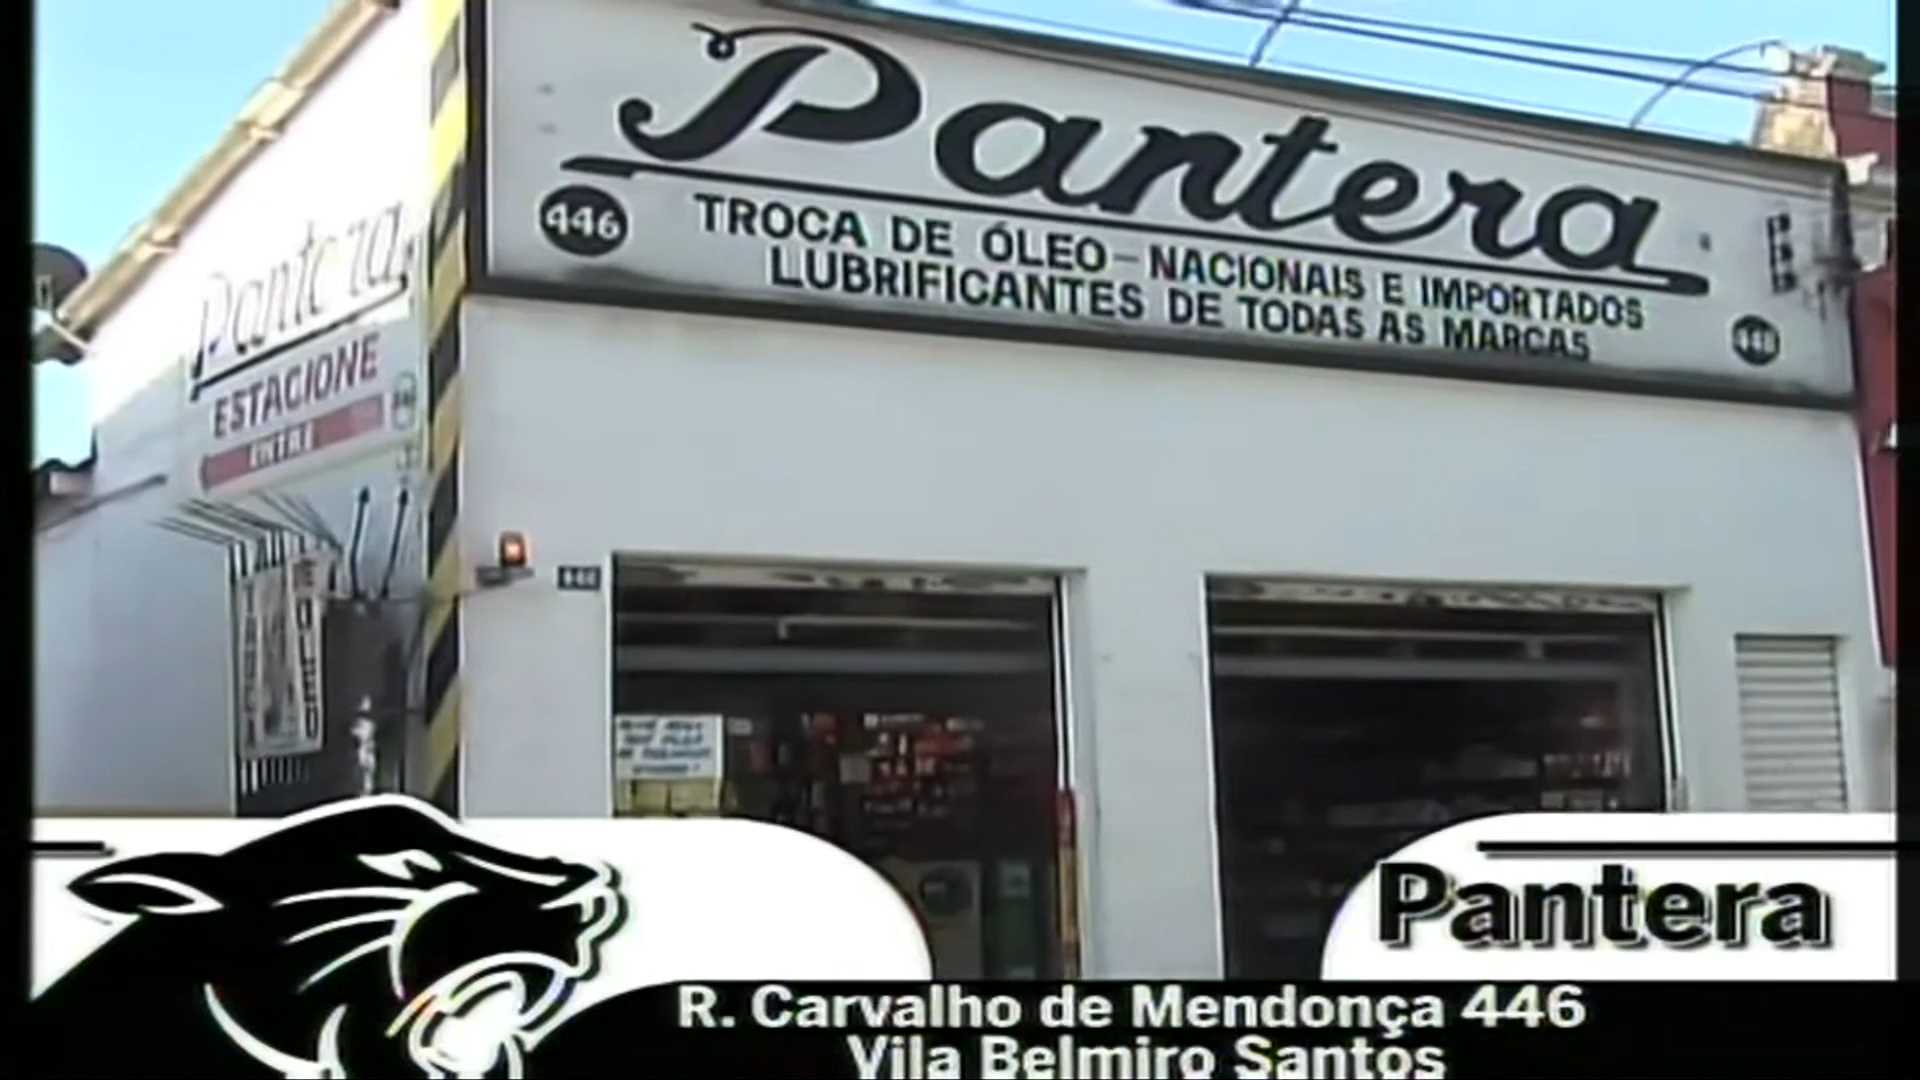 Pantera
446
TROCA DE ÓLEO - NACIONAIS E IMPORTADOS
LUBRIFICANTES DE TODAS AS MARCAS
Pantera
ESTACIONE
ENTRE
Pantera
R. Carvalho de Mendonça 446
Vila Belmiro Santos